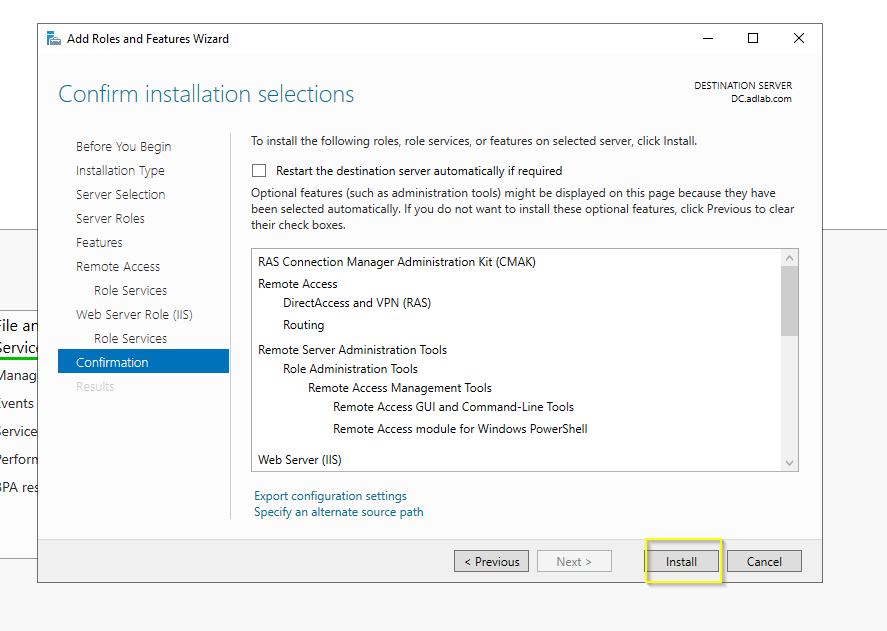 Add Roles and Features Wizard
Confirm installation selections
DESTINATION SERVER
DC.adlab.com
Before You Begin
Installation Type
Server Selection
Server Roles
Features
Remote Access
Role Services
Web Server Role (IIS)
Role Services
Confirmation
Results
To install the following roles, role services, or features on selected server, click Install.
Restart the destination server automatically if required
Optional features (such as administration tools) might be displayed on this page because they have
been selected automatically. If you do not want to install these optional features, click Previous to clear
their check boxes.
RAS Connection Manager Administration Kit (CMAK)
Remote Access
DirectAccess and VPN (RAS)
Routing
Remote Server Administration Tools
Role Administration Tools
Remote Access Management Tools
Remote Access GUI and Command-Line Tools
Remote Access module for Windows PowerShell
Web Server (IIS)
Export configuration settings
Specify an alternate source path
< Previous
Next >
Install
Cancel